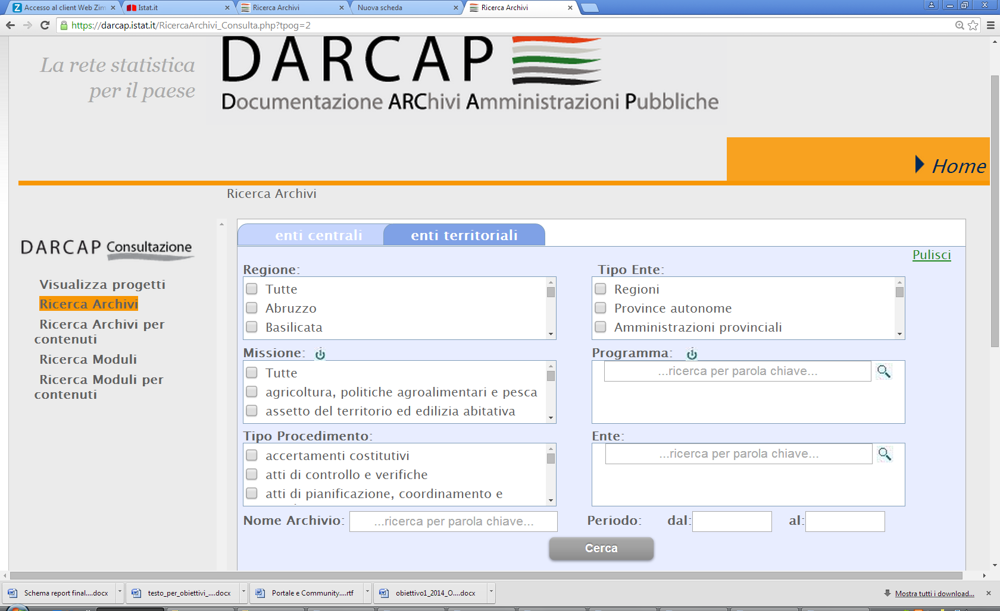 Accesso al client Web Zim
Istat.it
Ricerca Archivi
Nuova scheda
Ricerca Archivi
https://darcap.istat.it/RicercaArchivi_Consulta.php?tpog=2
La rete statistica
per il paese
DARCAP
Documentazione ARChivi Amministrazioni Pubbliche
Home
Ricerca Archivi
DARCAP Consultazione
Visualizza progetti
Ricerca Archivi
Ricerca Archivi per
contenuti
Ricerca Moduli
Ricerca Moduli per
contenuti
enti centrali
enti territoriali
Pulisci
Regione:
Tutte
Abruzzo
Basilicata
Tipo Ente:
Regioni
Province autonome
Amministrazioni provinciali
Missione:
Tutte
agricoltura, politiche agroalimentari e pesca
assetto del territorio ed edilizia abitativa
Programma:
...ricerca per parola chiave...
Tipo Procedimento:
accertamenti costitutivi
atti di controllo e verifiche
atti di pianificazione, coordinamento e
Ente:
...ricerca per parola chiave...
Nome Archivio: ...ricerca per parola chiave...
Periodo: dal: al:
Cerca
Schema report final....docx
testo_per_obiettivi_....docx
Portale e Community....rtf
obiettivo1_2014_O....docx
Mostra tutti i download...